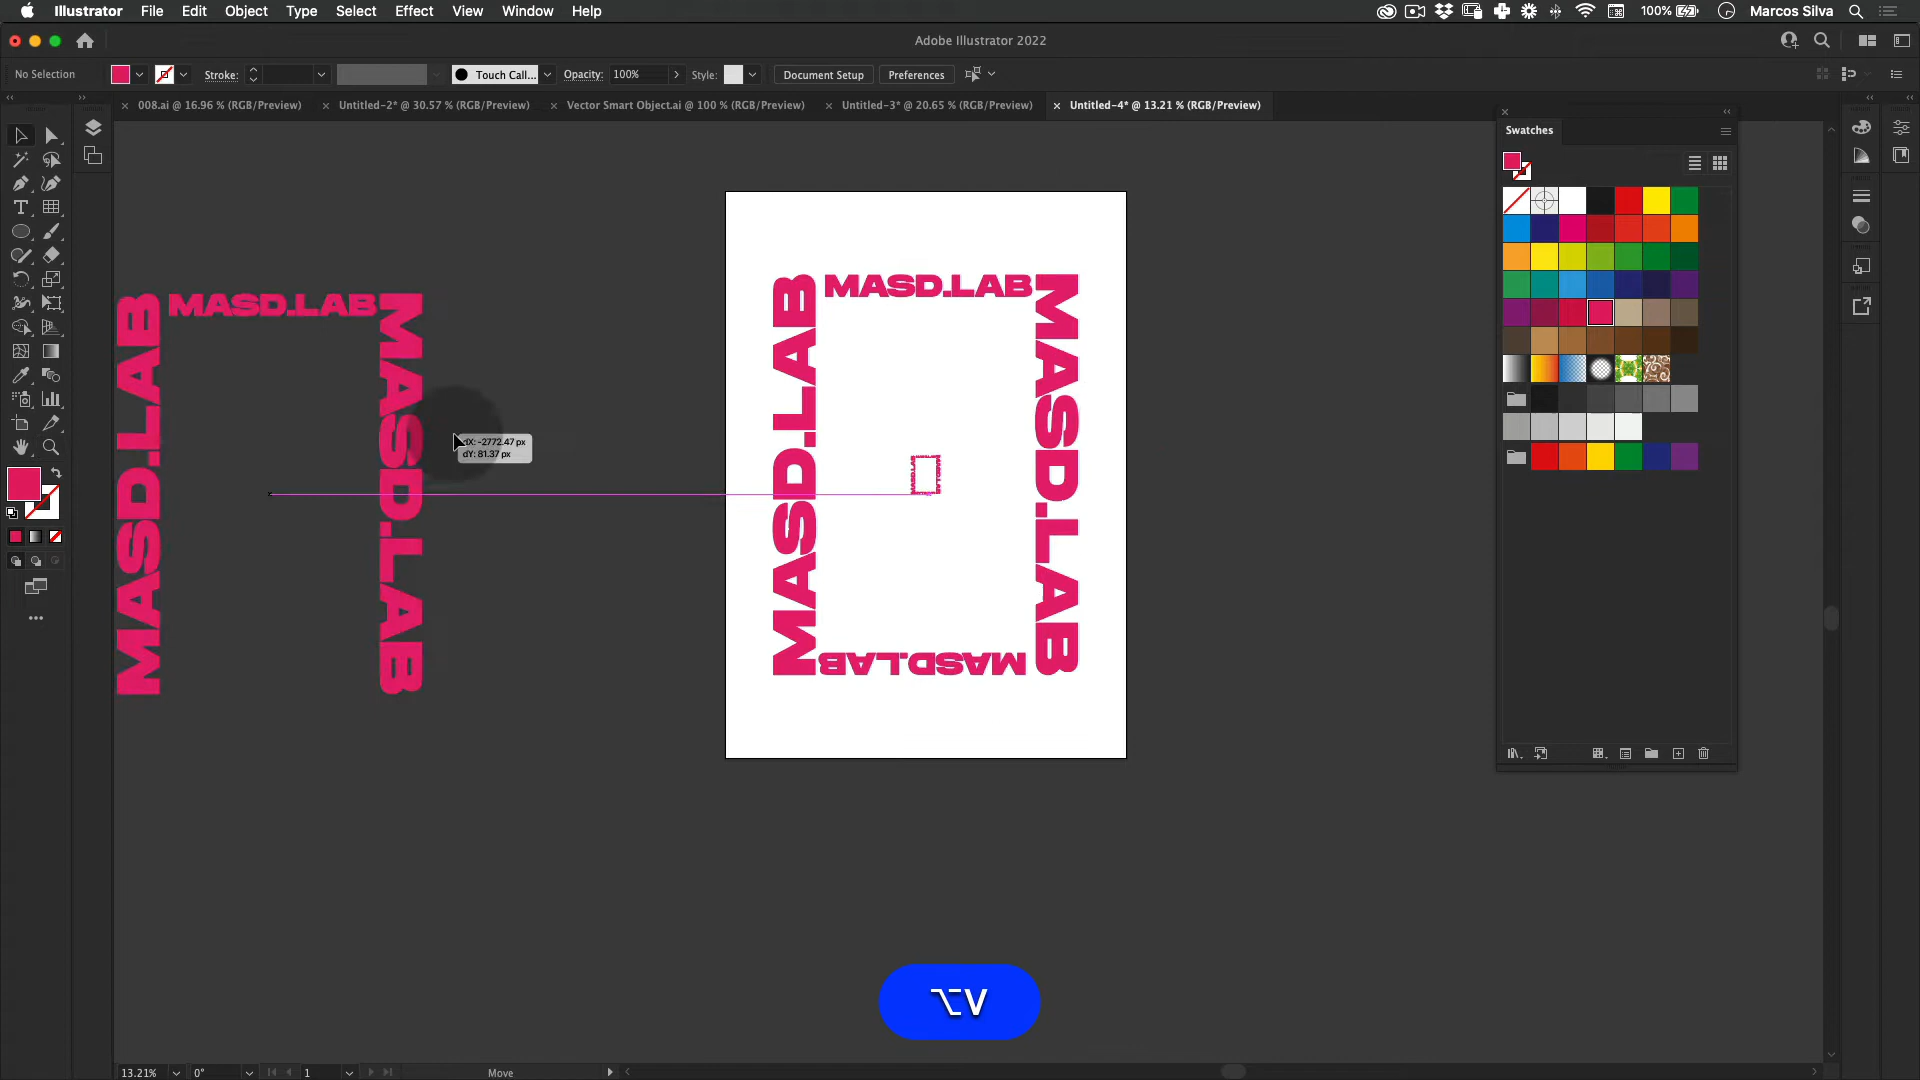 Illustrator File Edit Object Type Select Effect View Window Help
100% Marcos Silva
Adobe Illustrator 2022
No Selection Stroke: Touch Call... Opacity: 100% Style: Document Setup Preferences
008.ai @ 16.96 % (RGB/Preview) Untitled-2* @ 30.57 % (RGB/Preview) Vector Smart Object.ai @ 100 % (RGB/Preview) Untitled-3* @ 20.65 % (RGB/Preview) Untitled-4* @ 13.21 % (RGB/Preview)
Swatches
MASD.LAB
MASD.LAB
MASD.LAB
dX: -2772.47 px
dY: 81.37 px
MASD.LAB
MASD.LAB
MASD.LAB
MASD.LAB
⌥V
13.21% 0° 1 Move